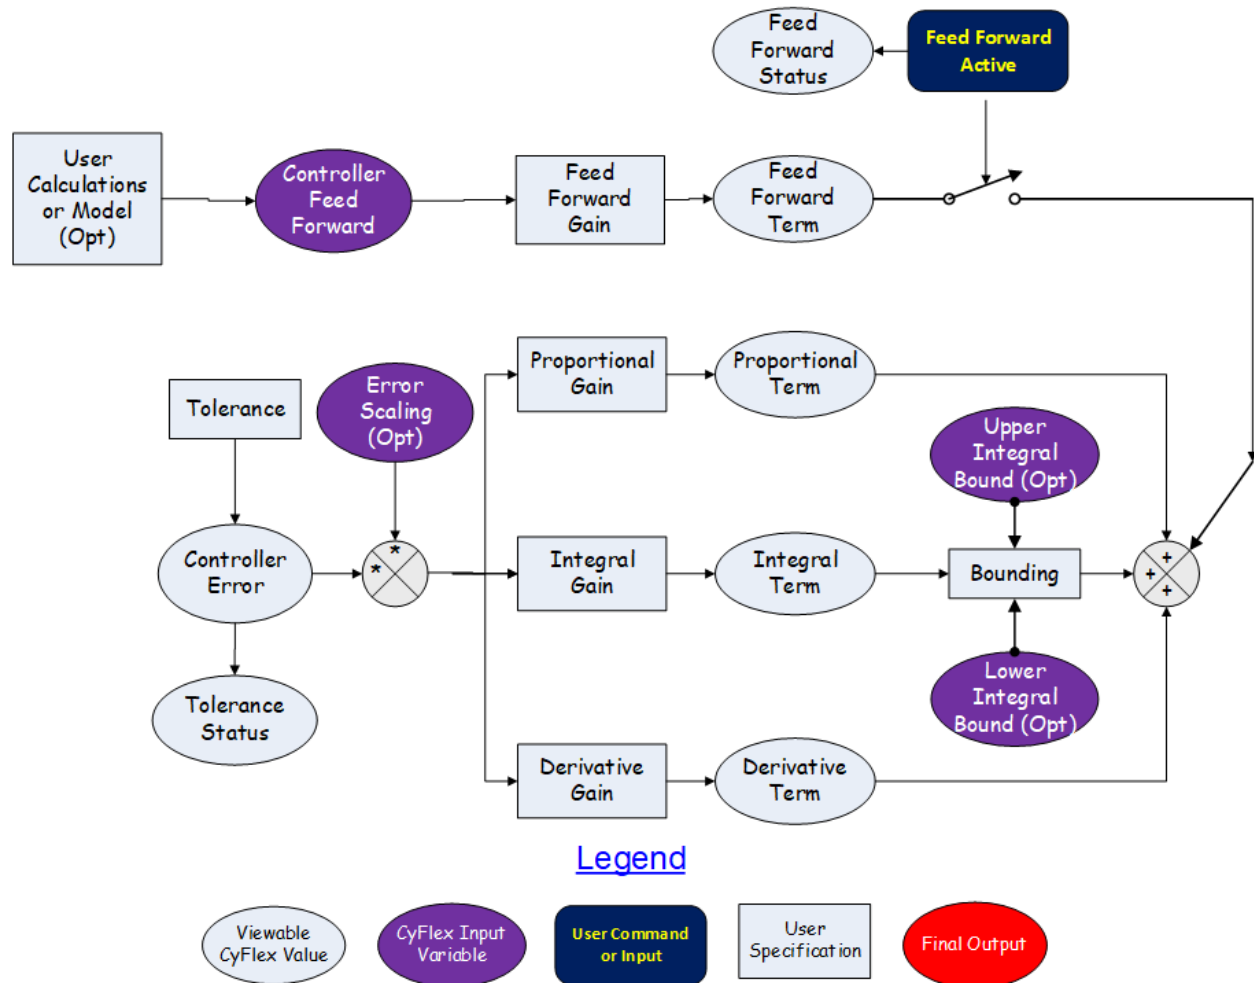 Feed
Forward
Status
Feed Forward
Active
User
Calculations
or Model
(Opt)
Controller
Feed
Forward
Feed
Forward
Gain
Feed
Forward
Term
Tolerance
Error
Scaling
(Opt)
Proportional
Gain
Proportional
Term
Upper
Integral
Bound (Opt)
Controller
Error
*
*
Integral Gain
Integral
Term
Bounding
+
+
+
Tolerance
Status
Lower
Integral
Bound (Opt)
Derivative
Gain
Derivative
Term
Legend
Viewable
CyFlex Value
CyFlex Input
Variable
User Command
or Input
User
Specification
Final Output